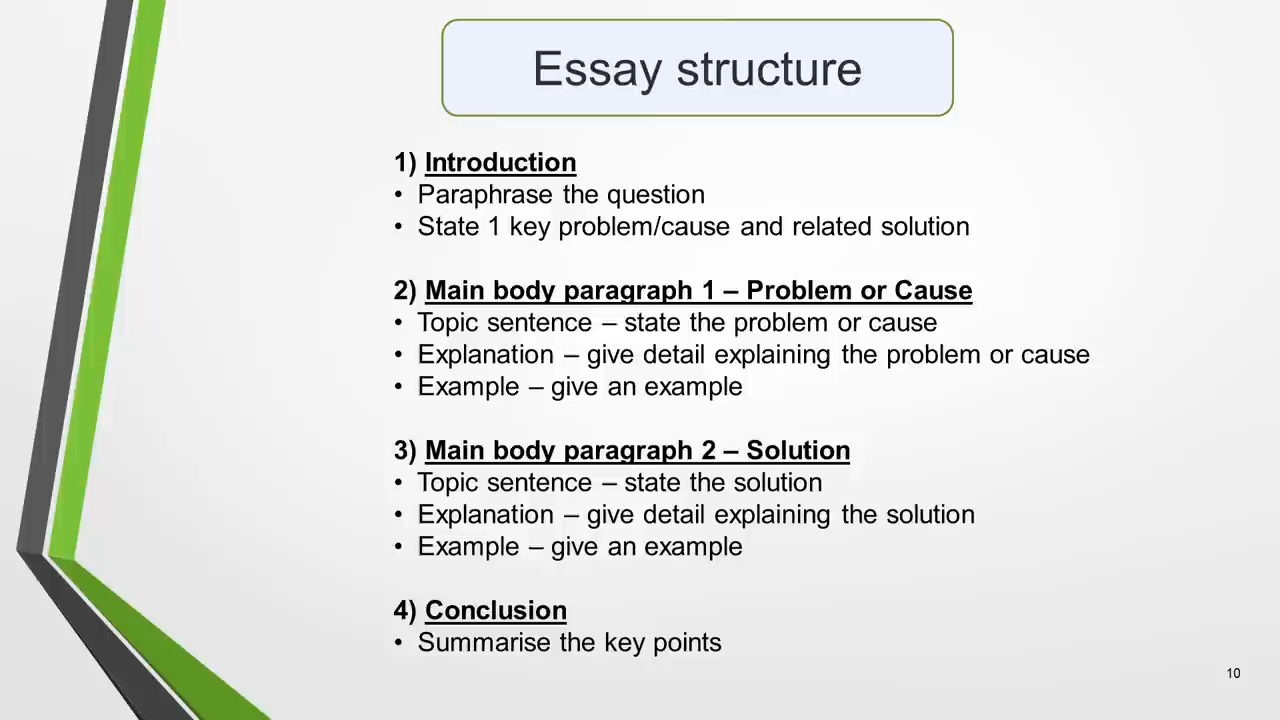 Essay structure
1) Introduction
• Paraphrase the question
• State 1 key problem/cause and related solution
2) Main body paragraph 1 – Problem or Cause
• Topic sentence – state the problem or cause
• Explanation – give detail explaining the problem or cause
• Example – give an example
3) Main body paragraph 2 – Solution
• Topic sentence – state the solution
• Explanation – give detail explaining the solution
• Example – give an example
4) Conclusion
• Summarise the key points
10